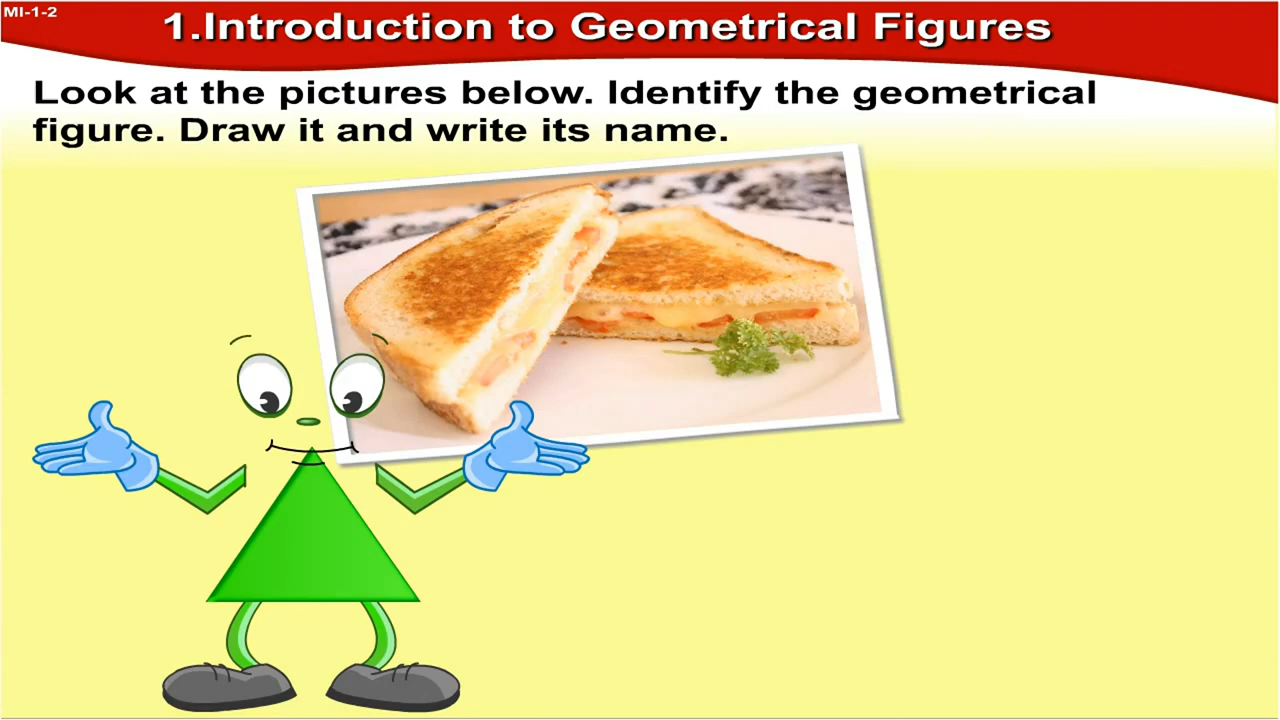 MI-1-2
1.Introduction to Geometrical Figures
Look at the pictures below. Identify the geometrical
figure. Draw it and write its name.